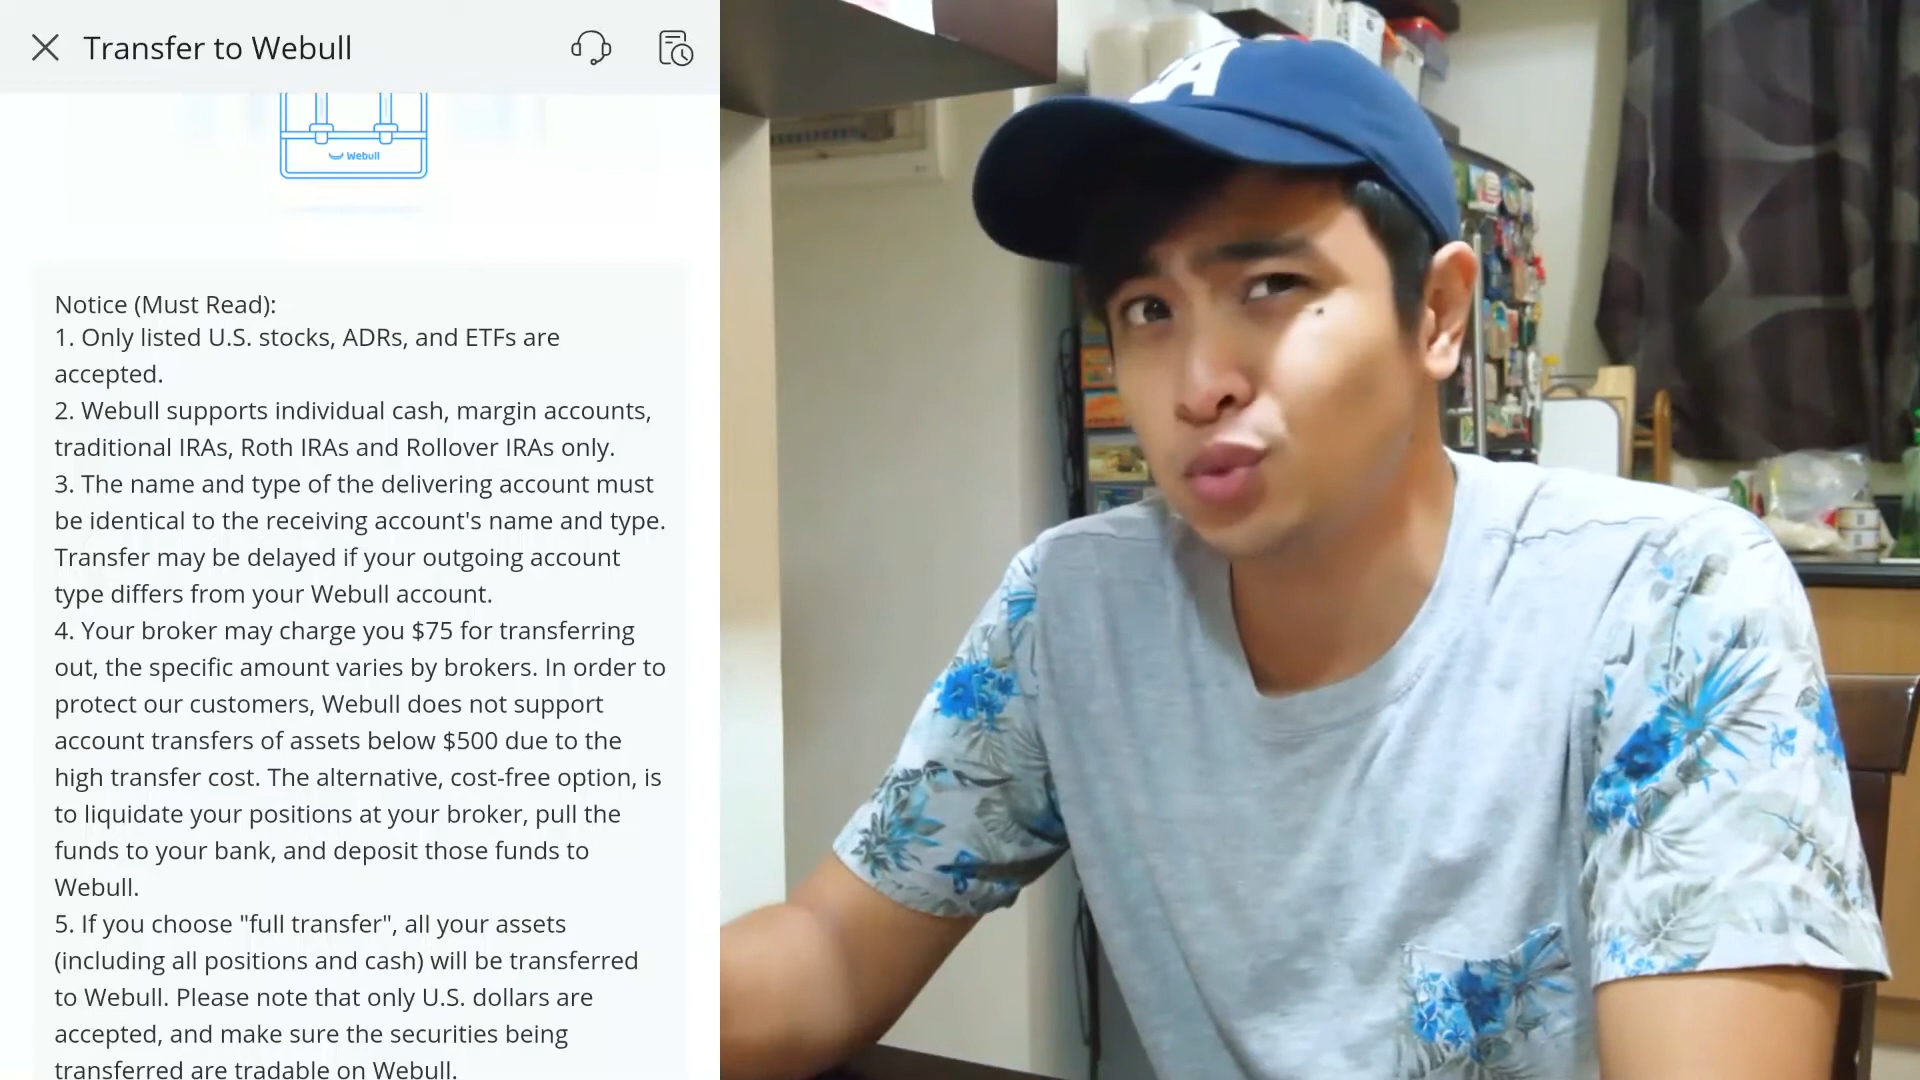 Transfer to Webull
Webull
Notice (Must Read):
1. Only listed U.S. stocks, ADRs, and ETFs are
accepted.
2. Webull supports individual cash, margin accounts,
traditional IRAs, Roth IRAs and Rollover IRAs only.
3. The name and type of the delivering account must
be identical to the receiving account's name and type.
Transfer may be delayed if your outgoing account
type differs from your Webull account.
4. Your broker may charge you $75 for transferring
out, the specific amount varies by brokers. In order to
protect our customers, Webull does not support
account transfers of assets below $500 due to the
high transfer cost. The alternative, cost-free option, is
to liquidate your positions at your broker, pull the
funds to your bank, and deposit those funds to
Webull.
5. If you choose "full transfer", all your assets
(including all positions and cash) will be transferred
to Webull. Please note that only U.S. dollars are
accepted, and make sure the securities being
transferred are tradable on Webull.